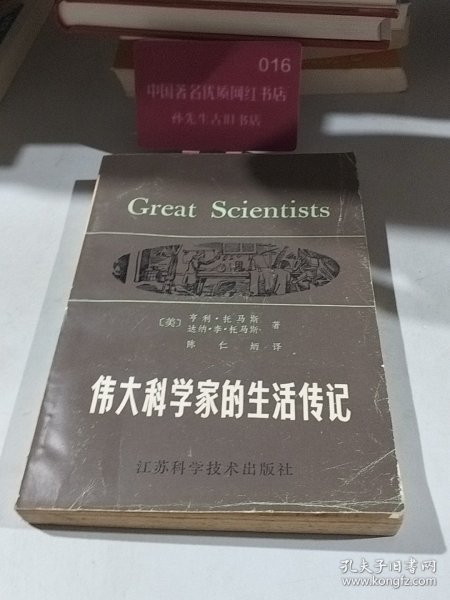 016
中国著名优质网红书店
孙先生古旧书店
Great Scientists
〔美〕 亨利·托马斯 著
达纳·李·托马斯
陈仁炳 译
伟大科学家的生活传记
江苏科学技术出版社
孔夫子旧书网
www.kongfz.com